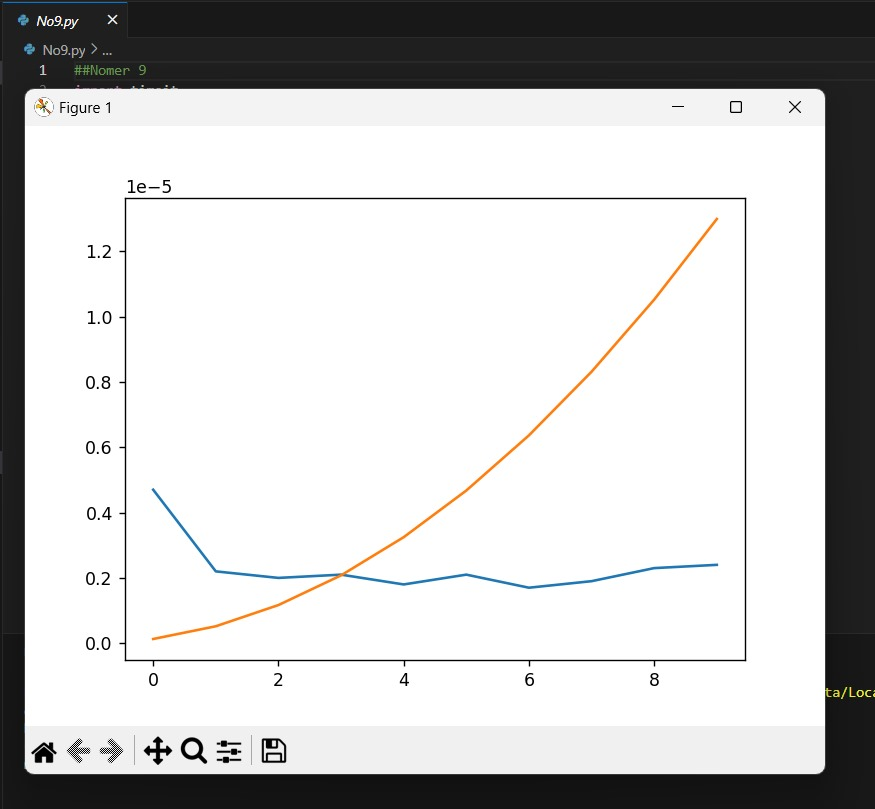 No9.py
No9.py > ...
1 ##Nomer 9
Figure 1
1e−5
1.2
1.0
0.8
0.6
0.4
0.2
0.0
0 2 4 6 8
ta/Loca